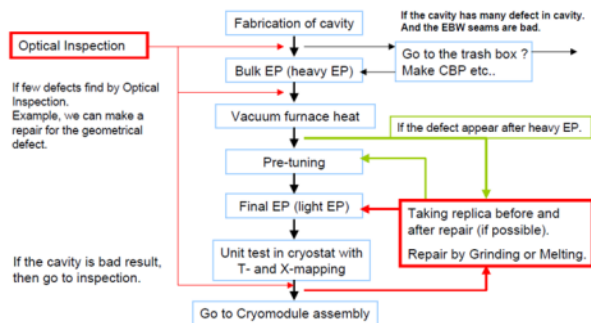 Fabrication of cavity
If the cavity has many defect in cavity.
And the EBW seams are bad.
Optical Inspection
Go to the trash box ?
Make CBP etc..
Bulk EP (heavy EP)
If few defects find by Optical
Inspection.
Example, we can make a
repair for the geometrical
defect.
Vacuum furnace heat
If the defect appear after heavy EP.
Pre-tuning
Final EP (light EP)
Taking replica before and
after repair (if possible).
Repair by Grinding or Melting.
Unit test in cryostat with
T- and X-mapping
If the cavity is bad result,
then go to inspection.
Go to Cryomodule assembly